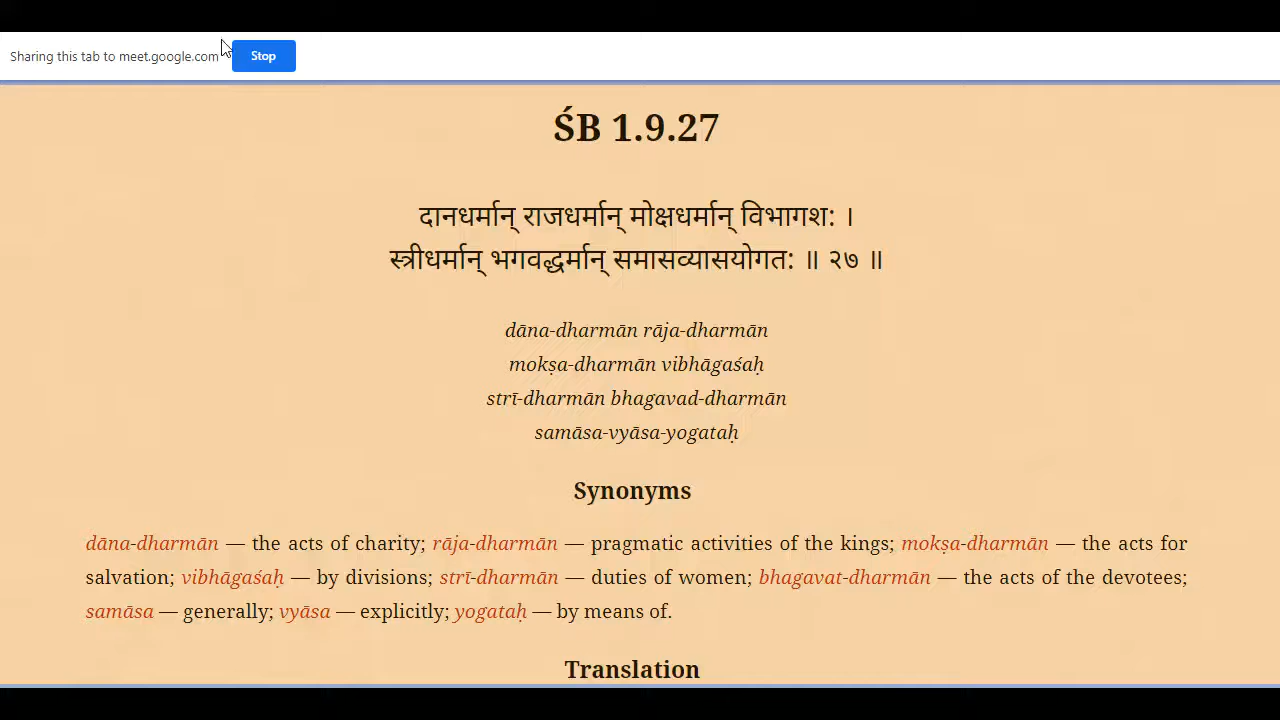 Sharing this tab to meet.google.com
Stop
ŚB 1.9.27
दानधर्मान् राजधर्मान् मोक्षधर्मान् विभागश: ।
स्त्रीधर्मान् भगवद्धर्मान् समासव्यासयोगत: ॥ २७ ॥
dāna-dharmān rāja-dharmān
mokṣa-dharmān vibhāgaśaḥ
strī-dharmān bhagavad-dharmān
samāsa-vyāsa-yogataḥ
Synonyms
dāna-dharmān — the acts of charity; rāja-dharmān — pragmatic activities of the kings; mokṣa-dharmān — the acts for
salvation; vibhāgaśaḥ — by divisions; strī-dharmān — duties of women; bhagavat-dharmān — the acts of the devotees;
samāsa — generally; vyāsa — explicitly; yogataḥ — by means of.
Translation